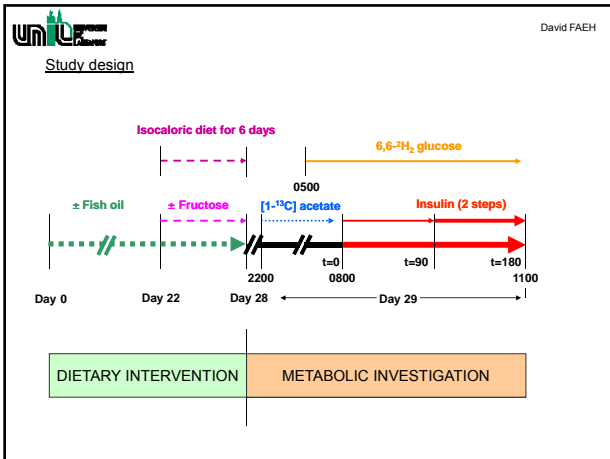 UNIL
David FAEH
Study design
Isocaloric diet for 6 days
6,6-²H₂ glucose
0500
± Fish oil
± Fructose
[1-¹³C] acetate
Insulin (2 steps)
2200
t=0
t=90
t=180
0800
1100
Day 0
Day 22
Day 28
Day 29
DIETARY INTERVENTION
METABOLIC INVESTIGATION